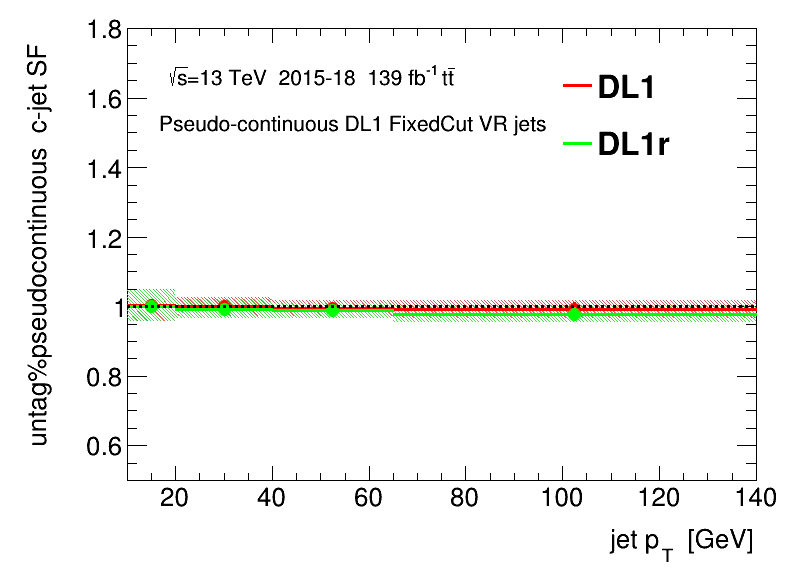 untag%pseudocontinuous c-jet SF
1.8
1.6
1.4
1.2
1
0.8
0.6
√s=13 TeV 2015-18 139 fb⁻¹ tt̄
Pseudo-continuous DL1 FixedCut VR jets
DL1
DL1r
20 40 60 80 100 120 140
jet p_T [GeV]